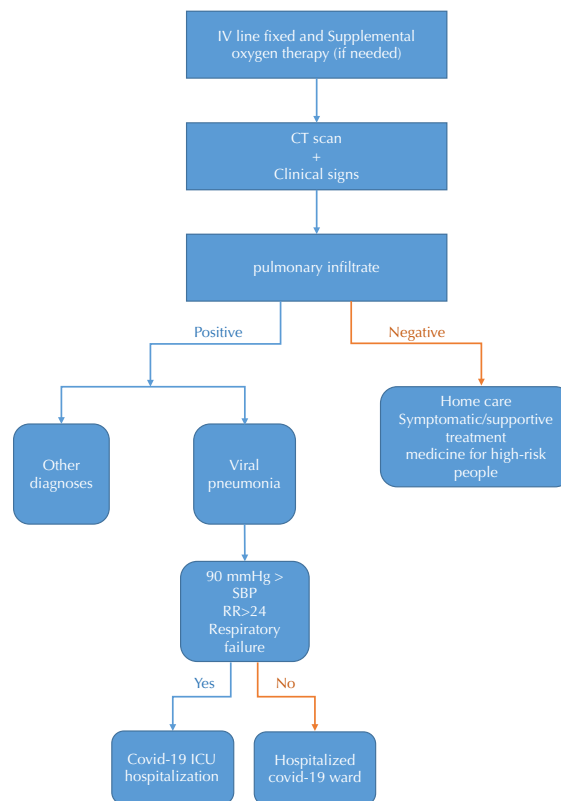 IV line fixed and Supplemental
oxygen therapy (if needed)
CT scan
+
Clinical signs
pulmonary infiltrate
Positive
Negative
Home care
Symptomatic/supportive
treatment
medicine for high-risk
people
Other
diagnoses
Viral
pneumonia
90 mmHg >
SBP
RR>24
Respiratory
failure
Yes
No
Covid-19 ICU
hospitalization
Hospitalized
covid-19 ward